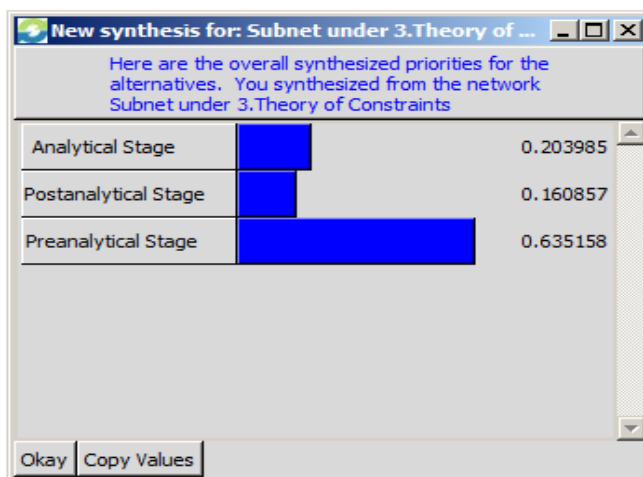 New synthesis for: Subnet under 3.Theory of ...
Here are the overall synthesized priorities for the
alternatives. You synthesized from the network
Subnet under 3.Theory of Constraints
Analytical Stage 0.203985
Postanalytical Stage 0.160857
Preanalytical Stage 0.635158
Okay Copy Values